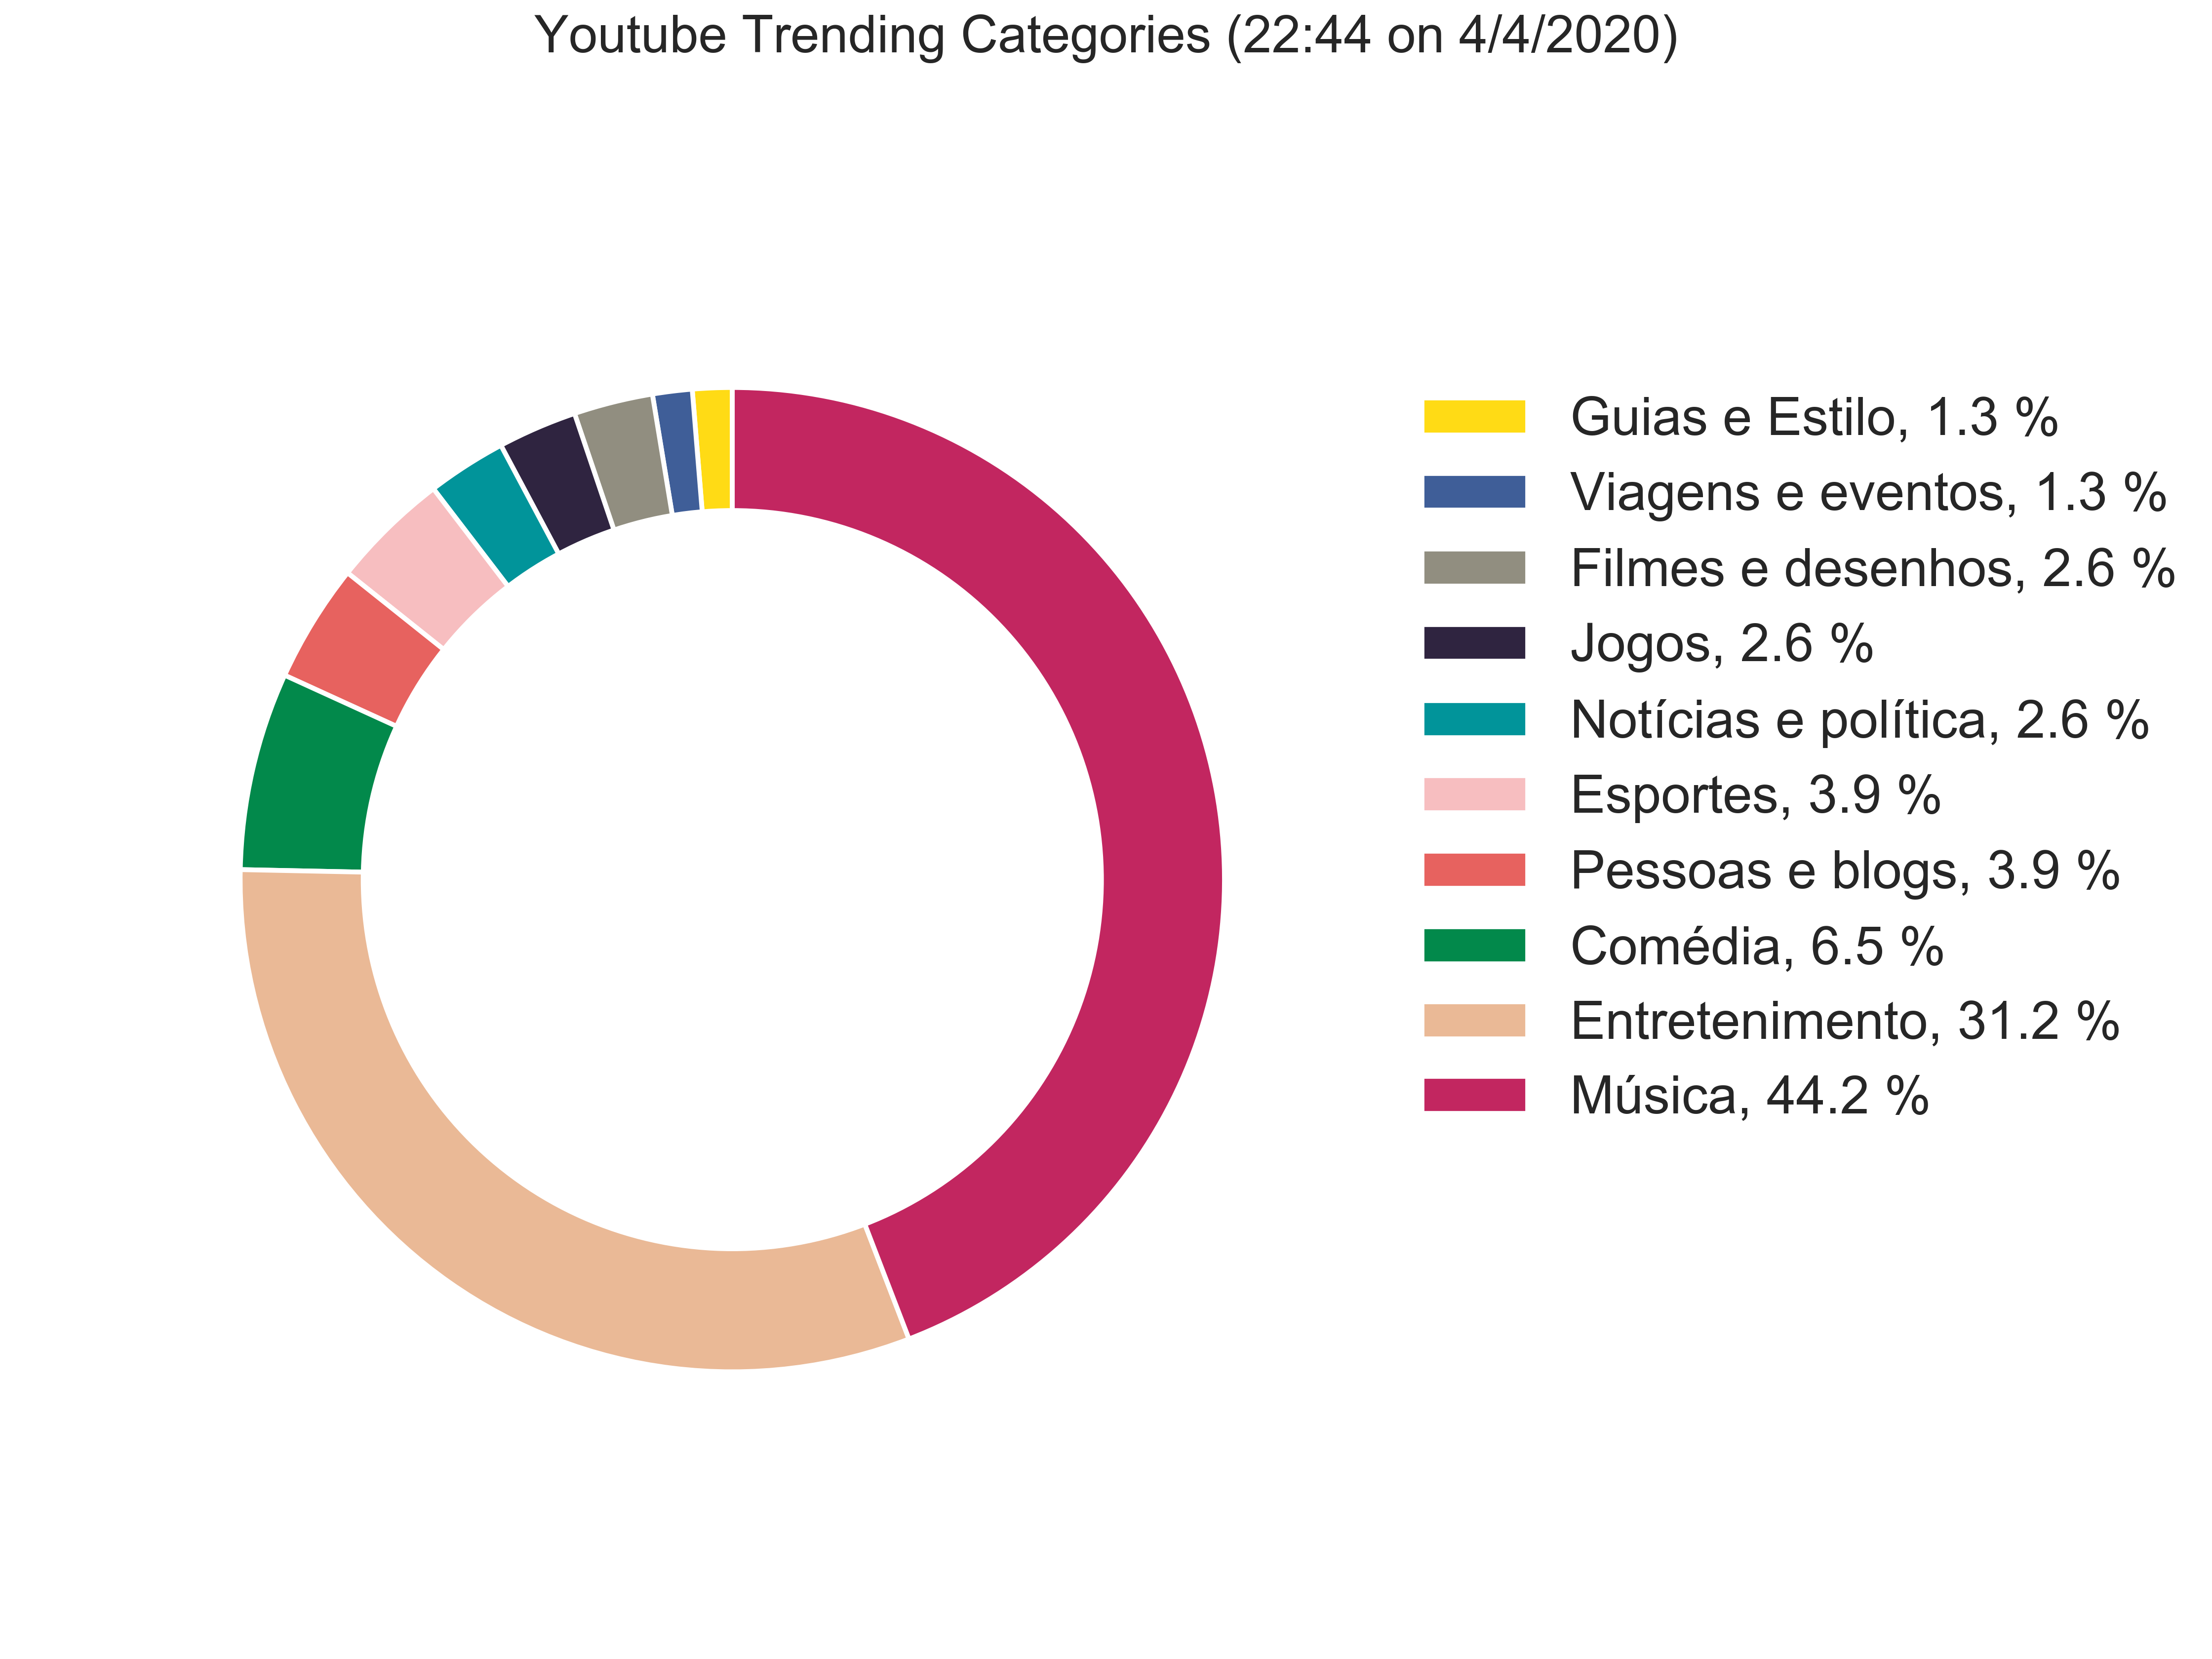 Youtube Trending Categories (22:44 on 4/4/2020)
Guias e Estilo, 1.3 %
Viagens e eventos, 1.3 %
Filmes e desenhos, 2.6 %
Jogos, 2.6 %
Notícias e política, 2.6 %
Esportes, 3.9 %
Pessoas e blogs, 3.9 %
Comédia, 6.5 %
Entretenimento, 31.2 %
Música, 44.2 %